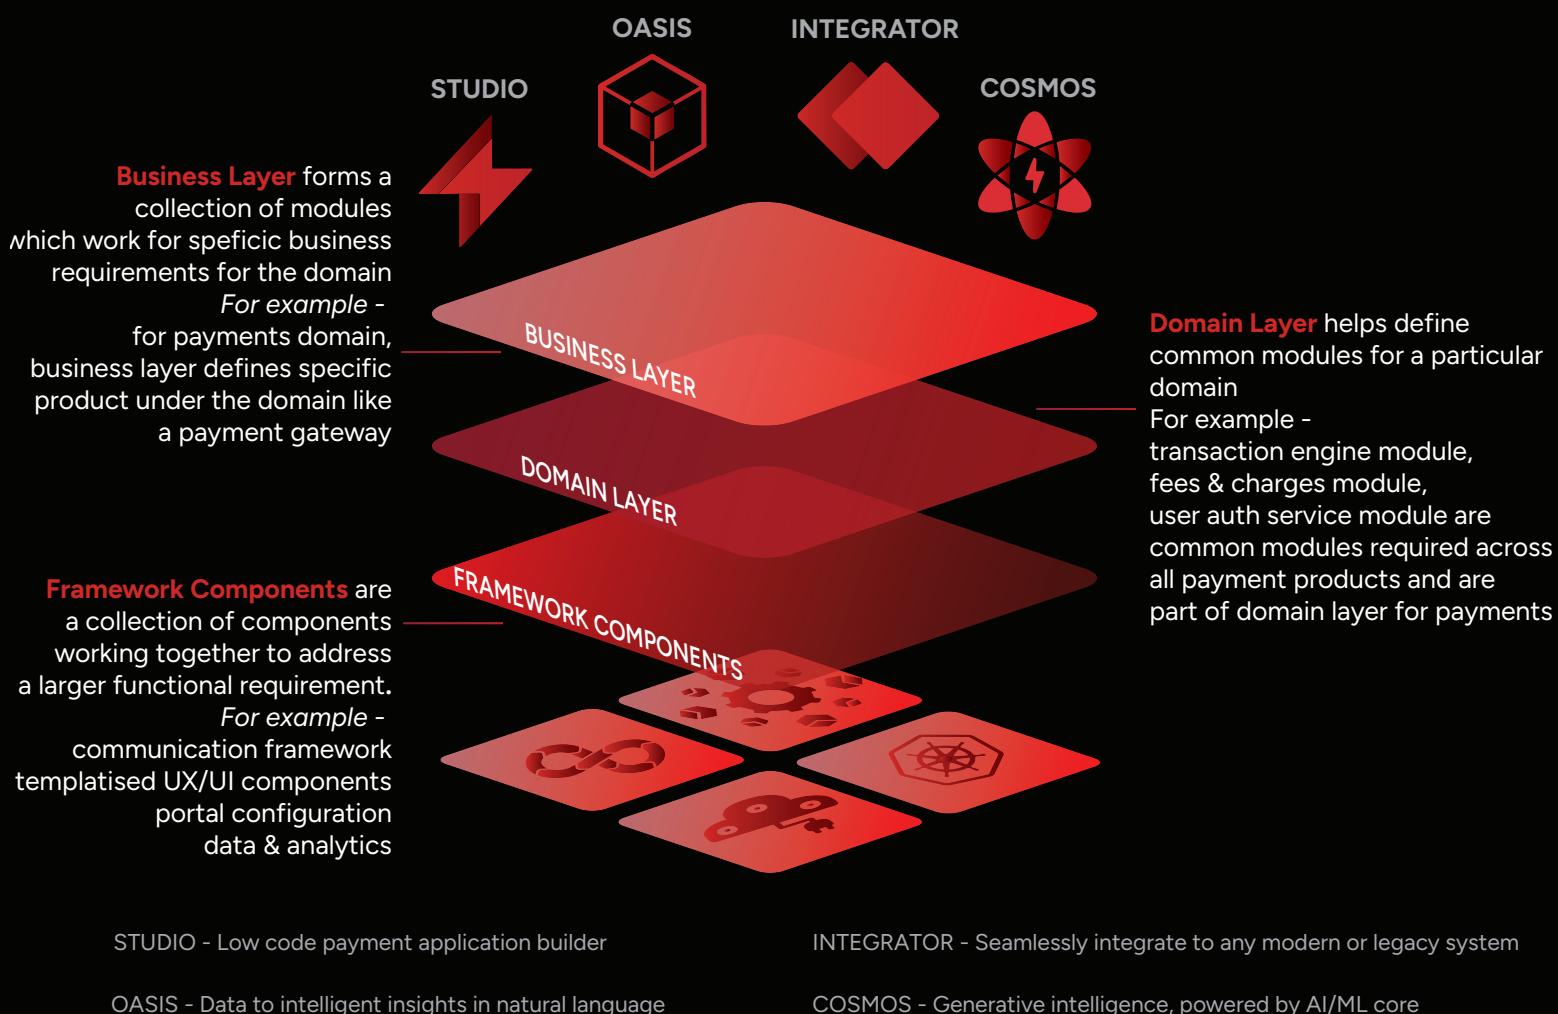 OASIS
INTEGRATOR
STUDIO
COSMOS
Business Layer forms a
collection of modules
which work for speficic business
requirements for the domain
For example -
for payments domain,
business layer defines specific
product under the domain like
a payment gateway
BUSINESS LAYER
DOMAIN LAYER
FRAMEWORK COMPONENTS
Domain Layer helps define
common modules for a particular
domain
For example -
transaction engine module,
fees & charges module,
user auth service module are
common modules required across
all payment products and are
part of domain layer for payments
Framework Components are
a collection of components
working together to address
a larger functional requirement.
For example -
communication framework
templatised UX/UI components
portal configuration
data & analytics
STUDIO - Low code payment application builder
INTEGRATOR - Seamlessly integrate to any modern or legacy system
OASIS - Data to intelligent insights in natural language
COSMOS - Generative intelligence, powered by AI/ML core